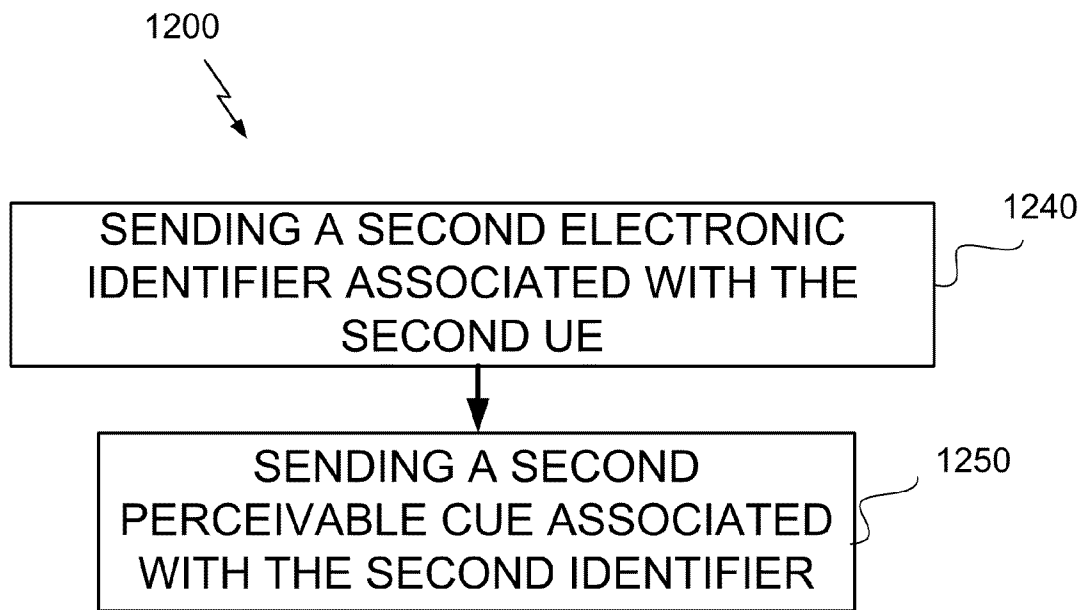 1200
SENDING A SECOND ELECTRONIC
IDENTIFIER ASSOCIATED WITH THE
SECOND UE
1240
SENDING A SECOND
PERCEIVABLE CUE ASSOCIATED
WITH THE SECOND IDENTIFIER
1250